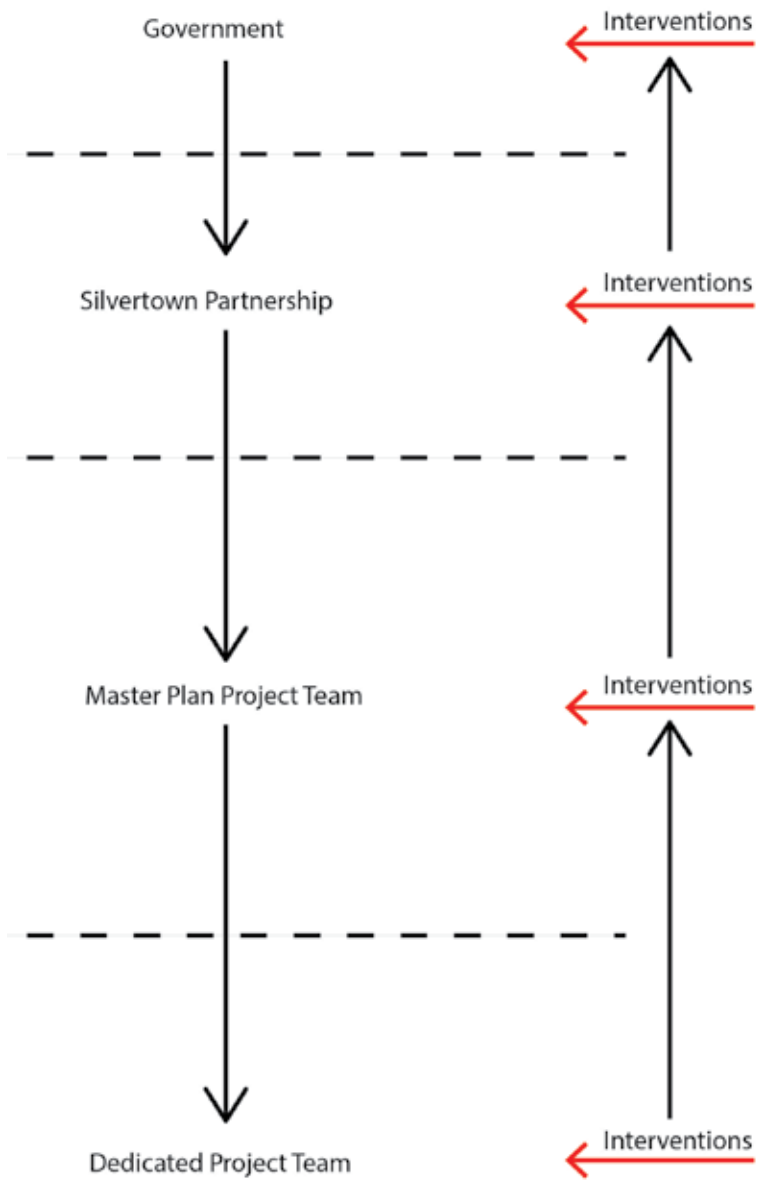 Government
Interventions
Silvertown Partnership
Interventions
Master Plan Project Team
Interventions
Dedicated Project Team
Interventions